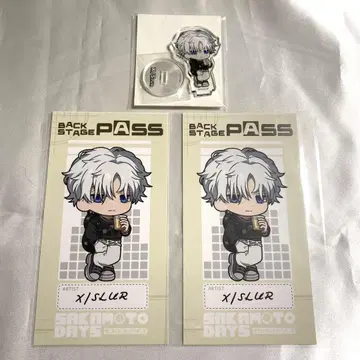 BACK
STAGE PASS
ARTIST
X/SLUR
SAKAMOTO
DAYS
BACK
STAGE PASS
ARTIST
X/SLUR
SAKAMOTO
DAYS